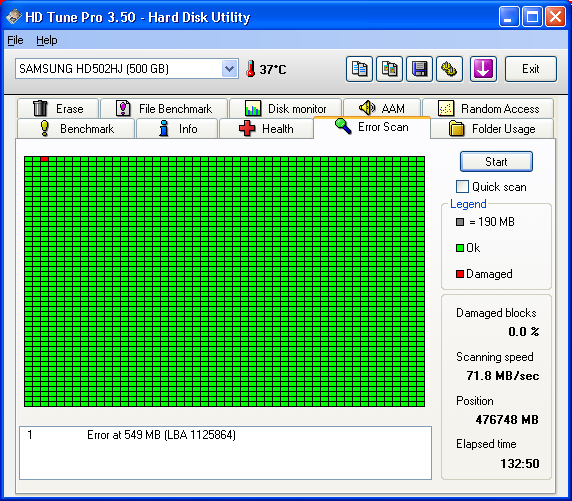 HD Tune Pro 3.50 - Hard Disk Utility
File Help
SAMSUNG HD502HJ (500 GB)
37°C
Exit
Erase
File Benchmark
Disk monitor
AAM
Random Access
Benchmark
Info
Health
Error Scan
Folder Usage
Start
Quick scan
Legend
= 190 MB
Ok
Damaged
Damaged blocks
0.0 %
Scanning speed
71.8 MB/sec
Position
476748 MB
Elapsed time
132:50
1 Error at 549 MB (LBA 1125864)